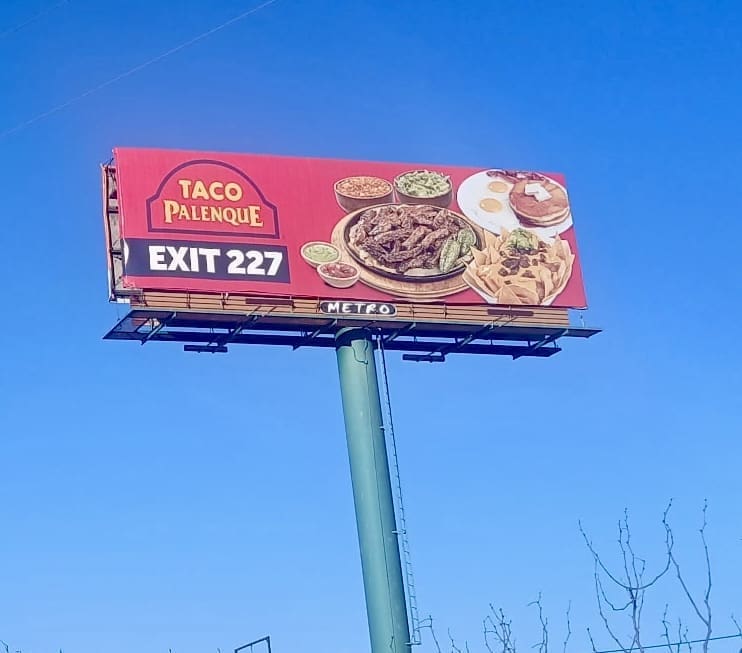 TACO
PALENQUE
EXIT 227
METRO